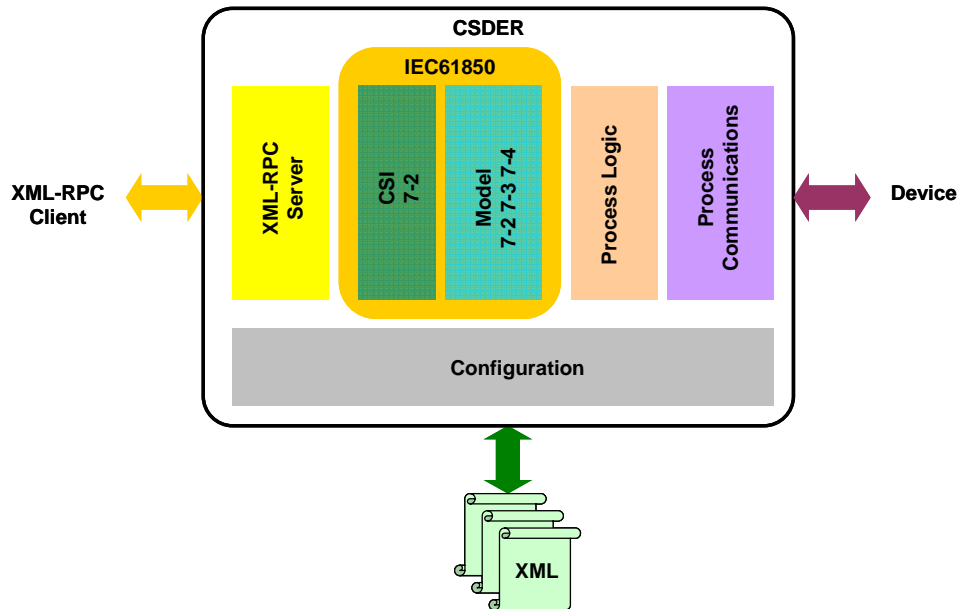 CSDER
IEC61850
XML-RPC
Client
XML-RPC
Server
CSI
7-2
Model
7-2 7-3 7-4
Process Logic
Process
Communications
Device
Configuration
XML